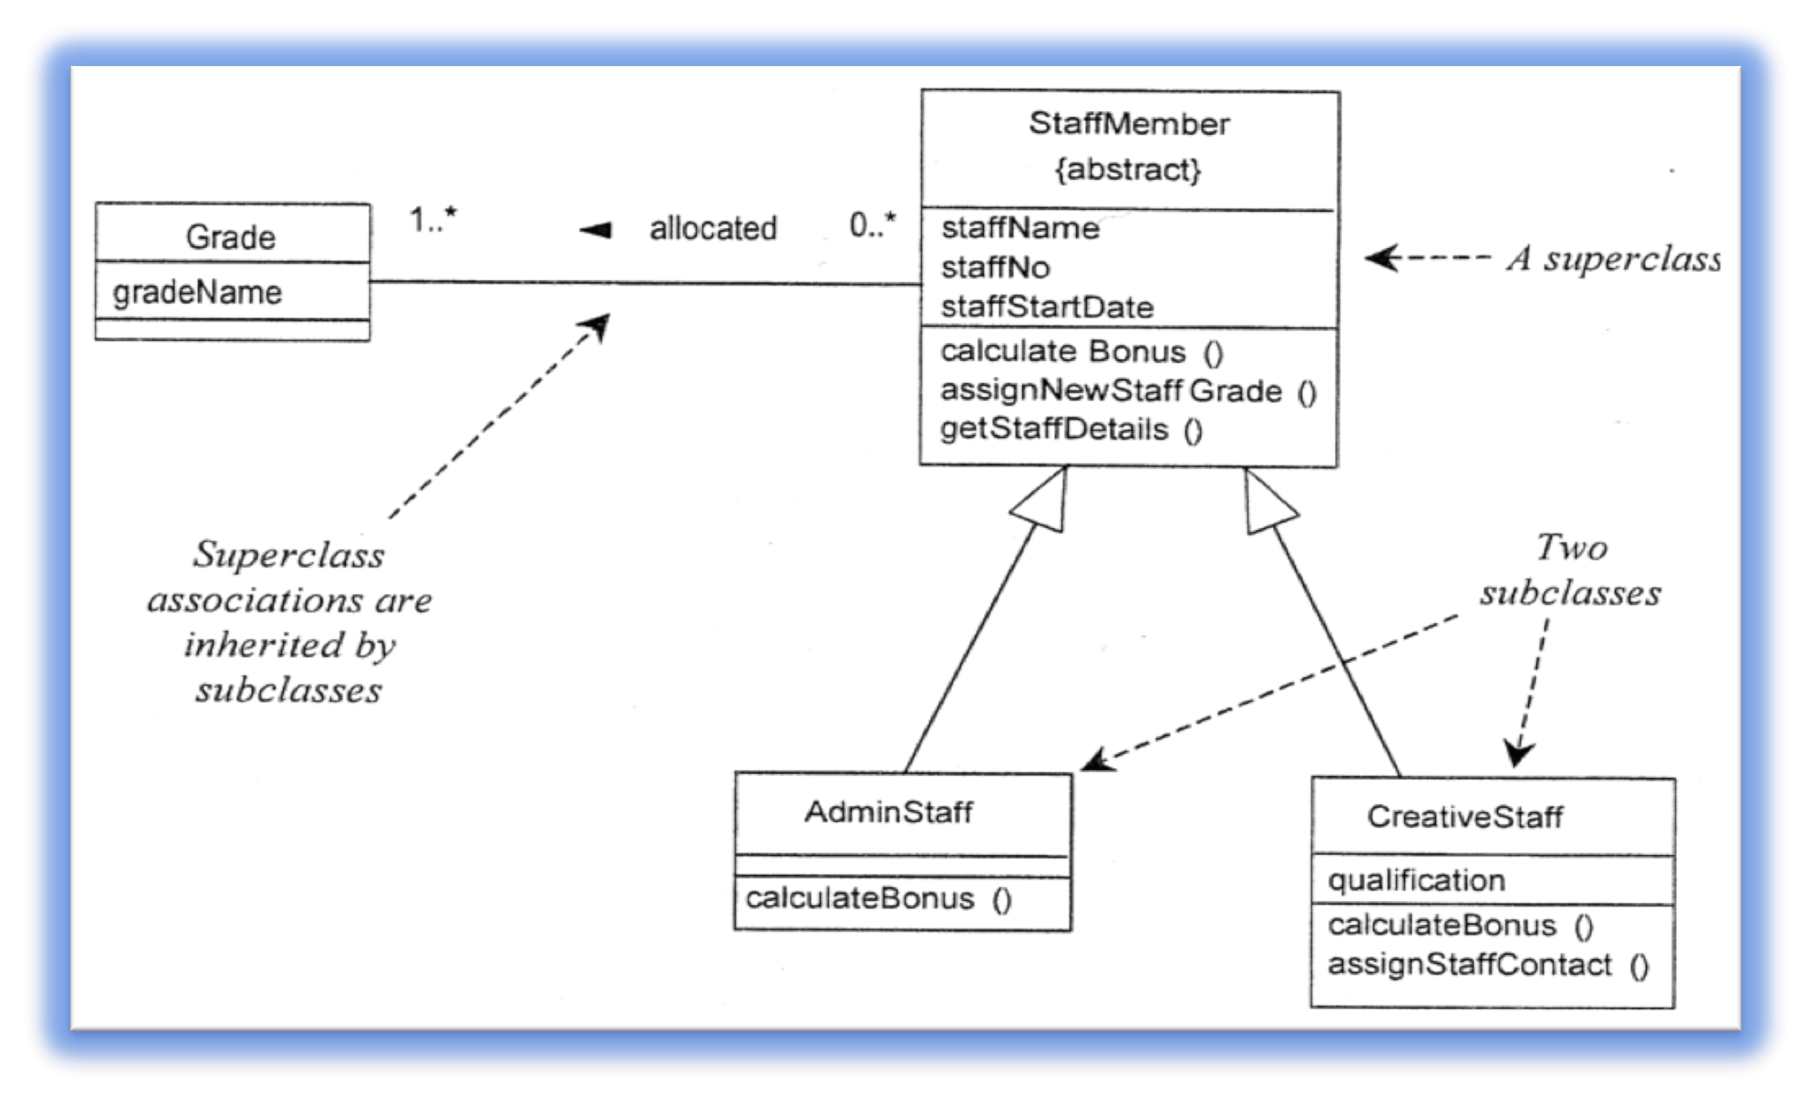 StaffMember
{abstract}
staffName
staffNo
staffStartDate
calculate Bonus ()
assignNewStaff Grade ()
getStaffDetails ()
Grade
gradeName
1..*
allocated
0..*
A superclass
Superclass
associations are
inherited by
subclasses
Two
subclasses
AdminStaff
calculateBonus ()
CreativeStaff
qualification
calculateBonus ()
assignStaffContact ()